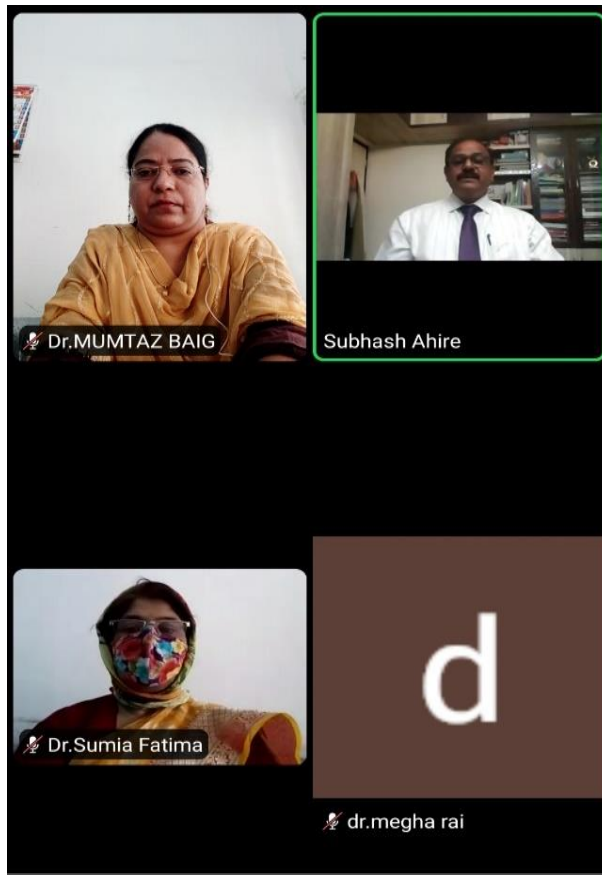 Dr.MUMTAZ BAIG
Subhash Ahire
Dr.Sumia Fatima
d
dr.megha rai